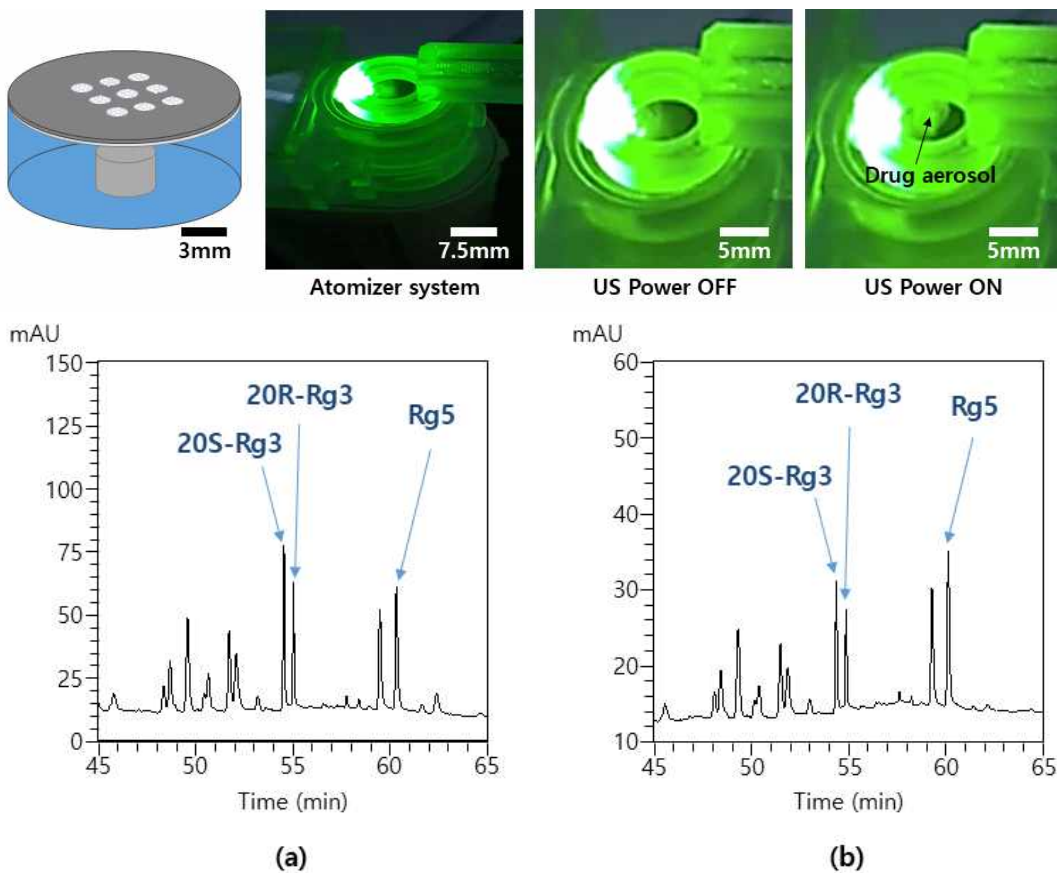 3mm
7.5mm
Drug aerosol
5mm
5mm
Atomizer system
US Power OFF
US Power ON
mAU
150
125
100
75
50
25
0
20R-Rg3
20S-Rg3
Rg5
45
50
55
60
65
Time (min)
(a)
mAU
60
50
40
30
20
10
20R-Rg3
Rg5
20S-Rg3
45
50
55
60
65
Time (min)
(b)